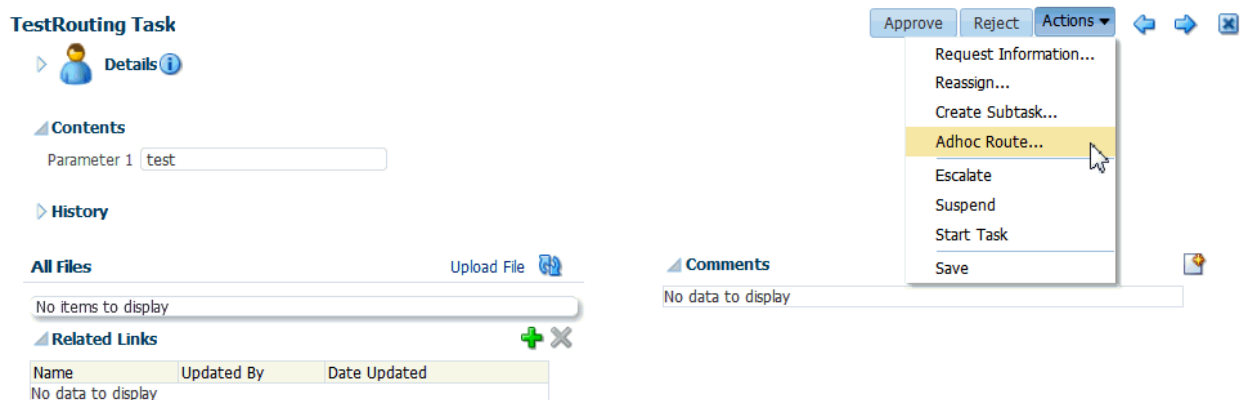 TestRouting Task
Approve Reject Actions
Details
Request Information...
Reassign...
Create Subtask...
Adhoc Route...
Escalate
Suspend
Start Task
Save
Contents
Parameter 1 test
History
All Files Upload File
No items to display
Comments
No data to display
Related Links
Name Updated By Date Updated
No data to display